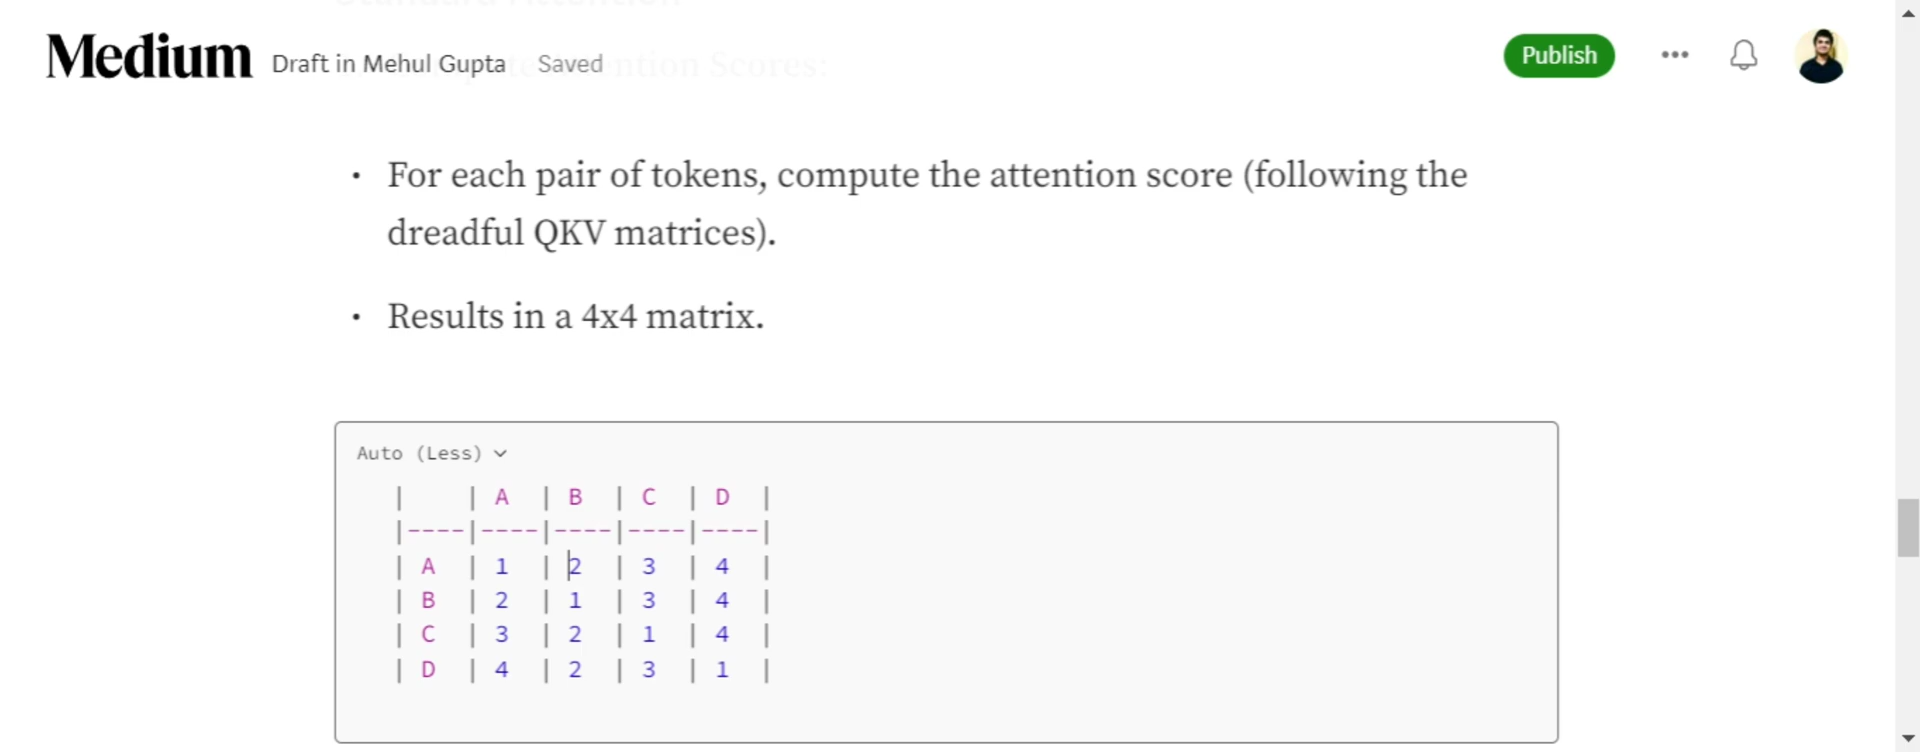 Medium Draft in Mehul Gupta Saved Publish
• For each pair of tokens, compute the attention score (following the
dreadful QKV matrices).
• Results in a 4x4 matrix.
Auto (Less)
|    | A  | B  | C  | D  |
|----|----|----|----|----|
| A  | 1  | 2  | 3  | 4  |
| B  | 2  | 1  | 3  | 4  |
| C  | 3  | 2  | 1  | 4  |
| D  | 4  | 2  | 3  | 1  |